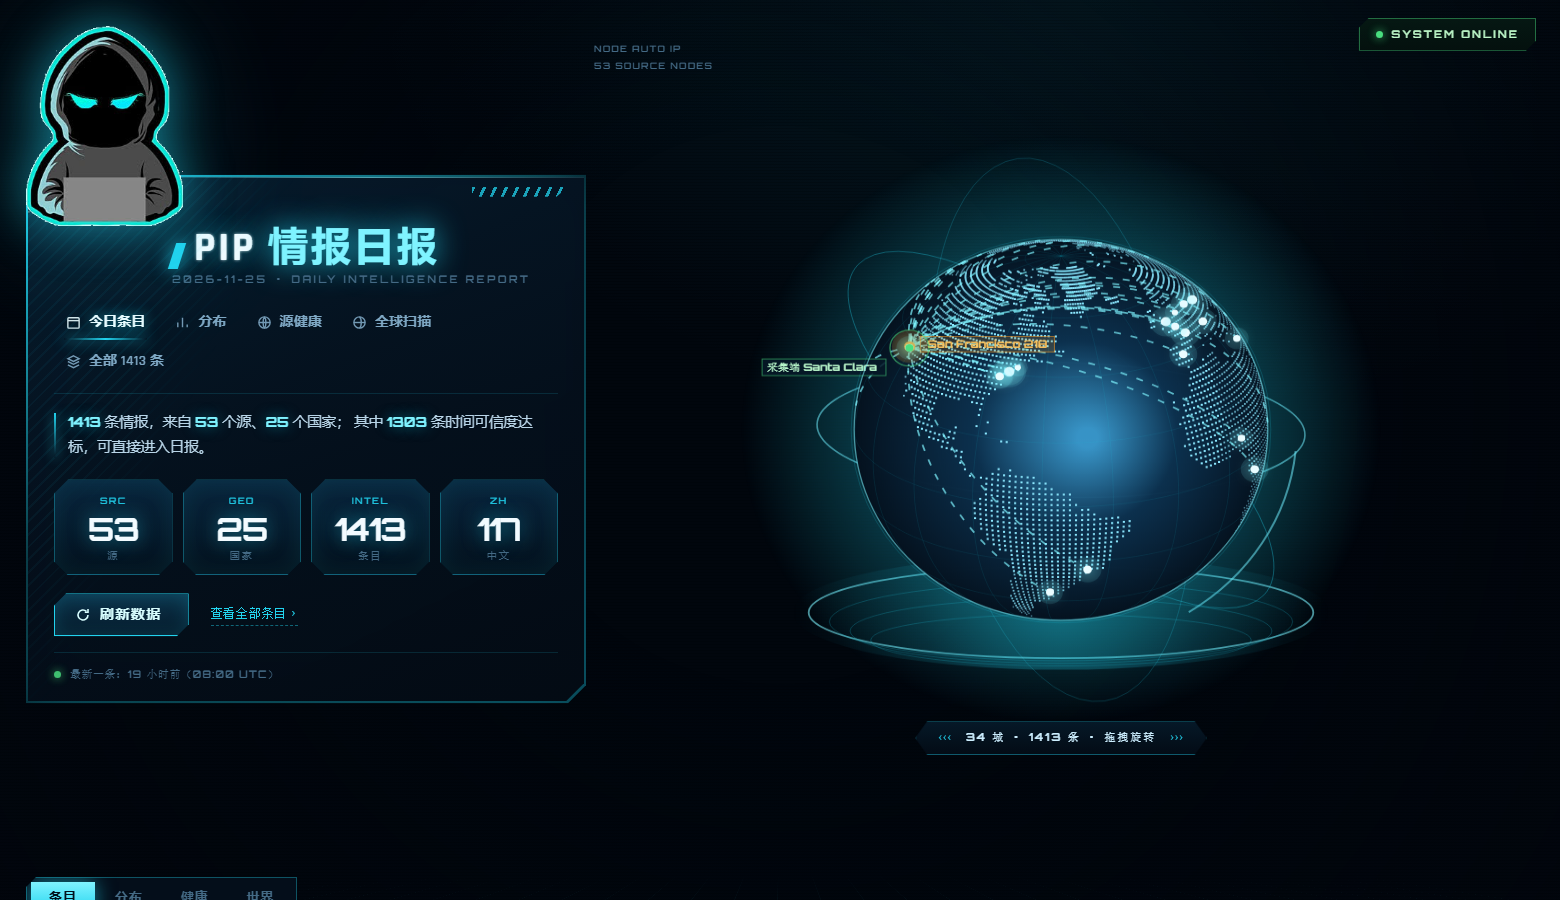 NODE AUTO IP
53 SOURCE NODES
SYSTEM ONLINE
PIP 情报日报
2026-11-25 · DAILY INTELLIGENCE REPORT
今日条目 分布 源健康 全球扫描
全部 1413 条
1413 条情报，来自 53 个源、25 个国家； 其中 1303 条时间可信度达
标，可直接进入日报。
SRC GEO INTEL ZH
53 25 1413 117
源 国家 条目 中文
刷新数据 查看全部条目 ›
最新一条：19 小时前（08:00 UTC）
San Francisco 218
采集端 Santa Clara
‹‹‹ 34 城 · 1413 条 · 拖拽旋转 ›››
条目 分布 健康 世界